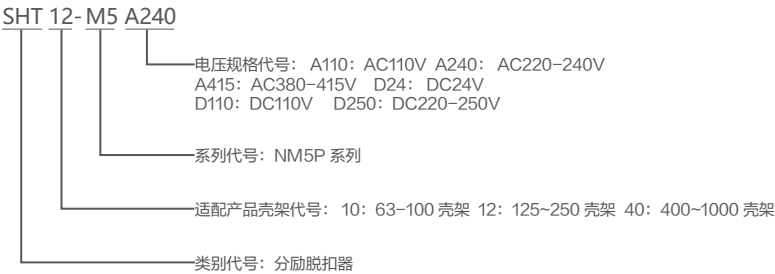 SHT 12- M5 A240
电压规格代号： A110：AC110V A240： AC220-240V
A415：AC380-415V D24： DC24V
D110：DC110V D250：DC220-250V
系列代号：NM5P 系列
适配产品壳架代号： 10：63-100 壳架 12：125~250 壳架 40：400~1000 壳架
类别代号：分励脱扣器